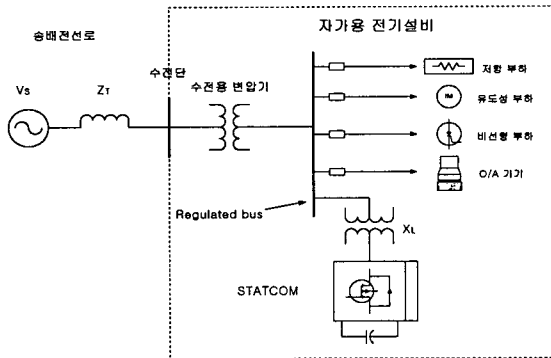 송배전선로
자가용 전기설비
수전단
수전용 변압기
Vs
ZT
저항 부하
유도성 부하
IM
비선형 부하
O/A 기기
Regulated bus
XL
STATCOM